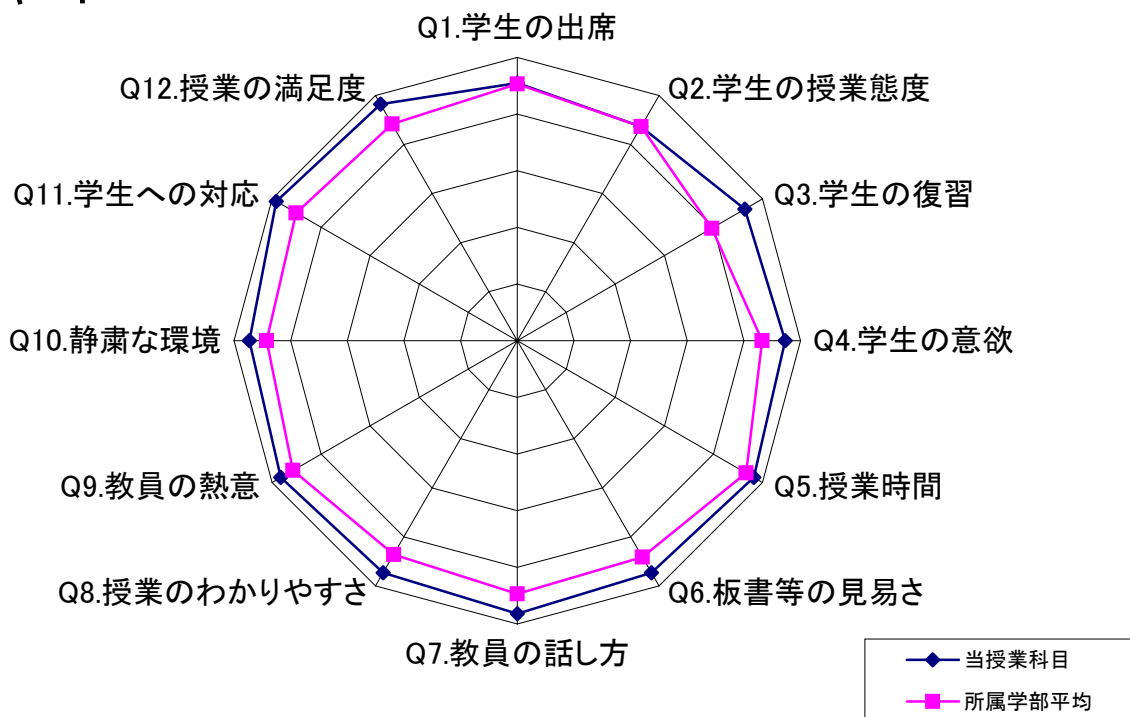 Q1.学生の出席
Q2.学生の授業態度
Q3.学生の復習
Q4.学生の意欲
Q5.授業時間
Q6.板書等の見易さ
Q7.教員の話し方
Q8.授業のわかりやすさ
Q9.教員の熱意
Q10.静粛な環境
Q11.学生への対応
Q12.授業の満足度
当授業科目
所属学部平均